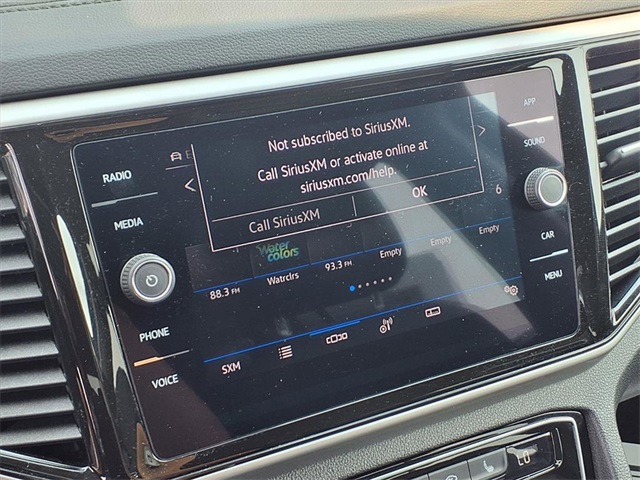 APP
Not subscribed to SiriusXM.
RADIO
E
SOUND
Call SiriusXM or activate online at
siriusxm.com/help.
OK
6
MEDIA
Call SiriusXM
Water
colors
CAR
88.3 FM
Watrclrs
93.3 FM
Empty
Empty
Empty
MENU
PHONE
VOICE
SXM
LO